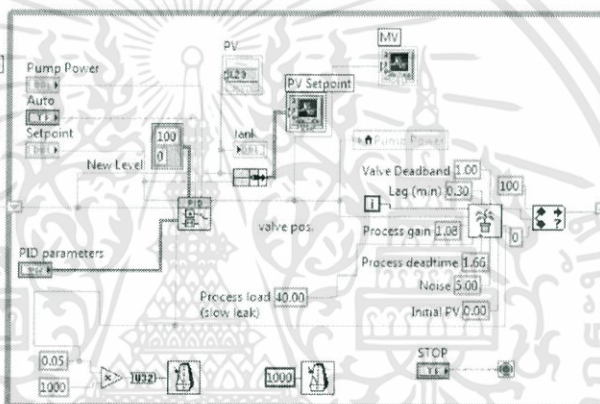 MV
PV
Pump Power
PV Setpoint
Auto
Setpoint
Tank
100
0
New Level
Pump Power
Valve Deadband 1.00
100
Lag (min) 0.30
i
PID
valve pos.
Process gain 1.08
0
PID parameters
Process deadtime 1.66
Process load 40.00
(slow leak)
Noise 5.00
Initial PV 0.00
STOP
0.05
1000
U32
1000